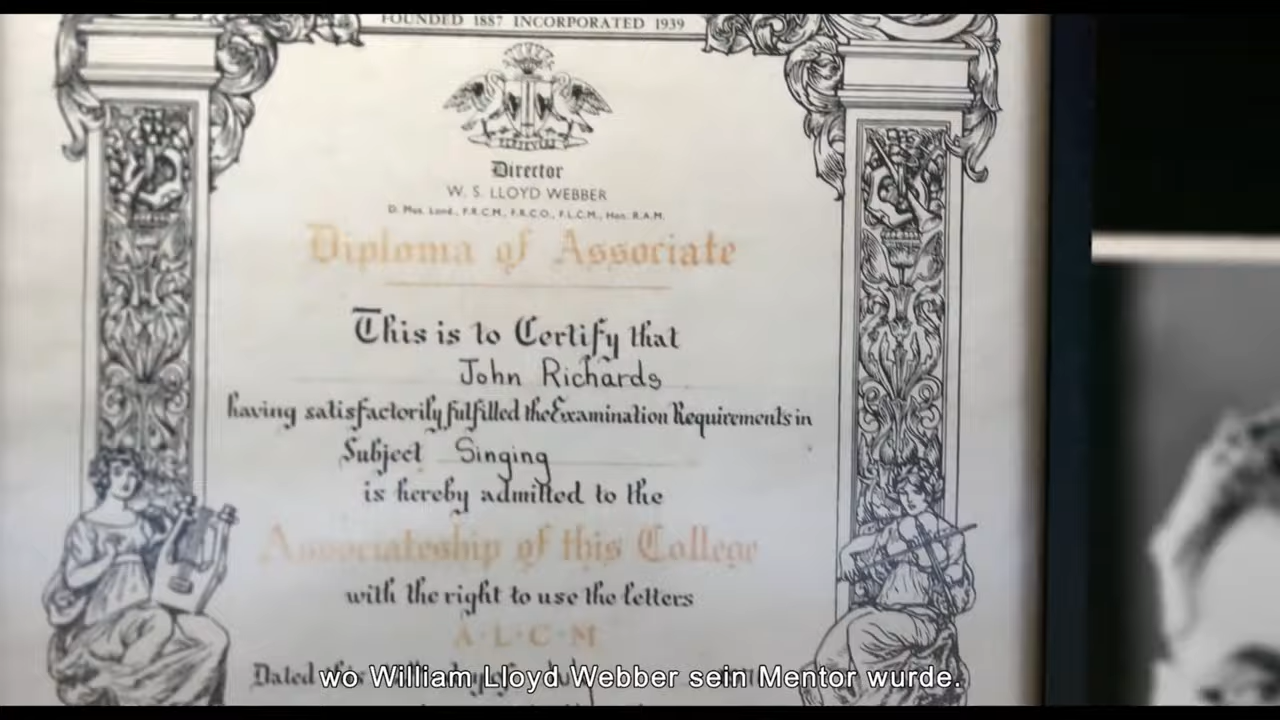 FOUNDED 1887 INCORPORATED 1939
Director
W. S. LLOYD WEBBER
D. Mus. Lond., F.R.C.M., F.R.C.O., F.L.C.M., Hon. R.A.M.
Diploma of Associate
This is to Certify that
John Richards
having satisfactorily fulfilled the Examination Requirements in
Subject Singing
is hereby admitted to the
Associateship of this College
with the right to use the letters
A·L·C·M
Dated this
wo William Lloyd Webber sein Mentor wurde.